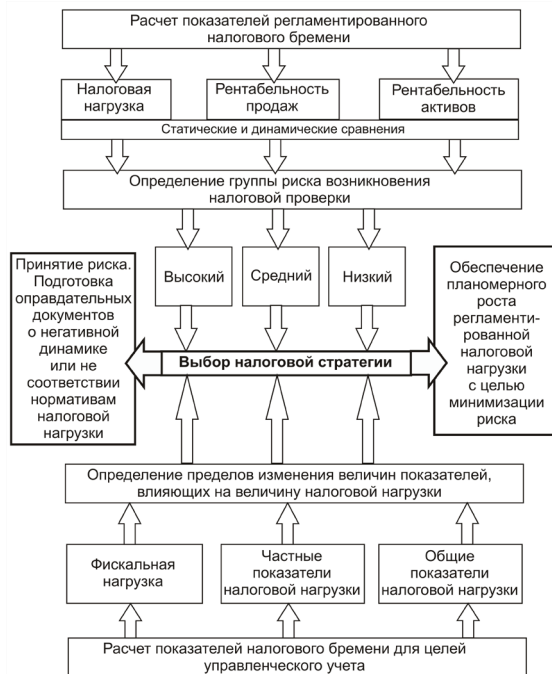 Расчет показателей регламентированного
налогового бремени
Налоговая
нагрузка
Рентабельность
продаж
Рентабельность
активов
Статические и динамические сравнения
Определение группы риска возникновения
налоговой проверки
Высокий
Средний
Низкий
Принятие риска.
Подготовка
оправдательных
документов
о негативной
динамике
или не
соответствии
нормативам
налоговой
нагрузки
Выбор налоговой стратегии
Обеспечение
планомерного
роста
регламенти-
рованной
налоговой
нагрузки
с целью
минимизации
риска
Определение пределов изменения величин показателей,
влияющих на величину налоговой нагрузки
Фискальная
нагрузка
Частные
показатели
налоговой нагрузки
Общие
показатели
налоговой нагрузки
Расчет показателей налогового бремени для целей
управленческого учета